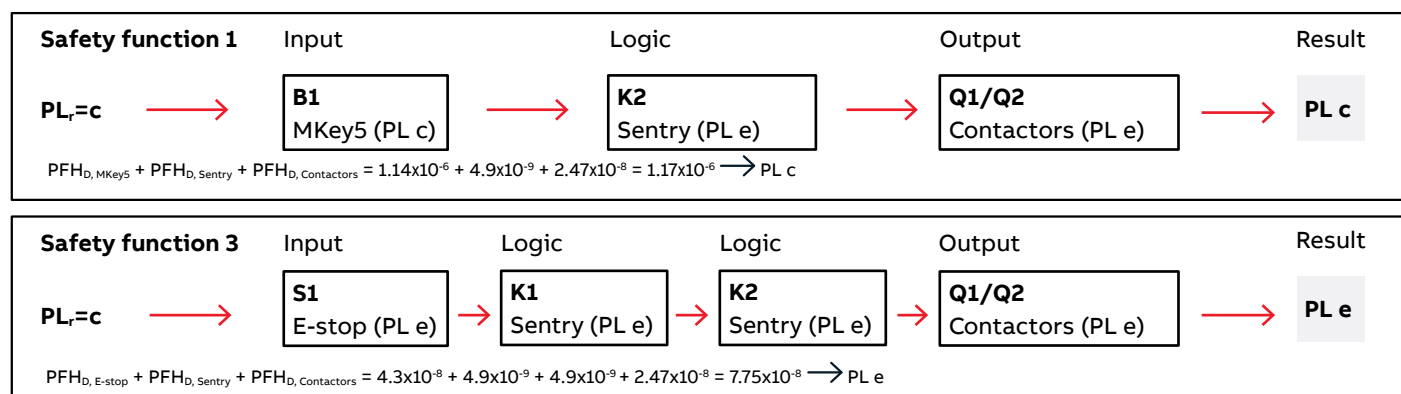 Safety function 1 Input Logic Output Result
PLr=c B1 MKey5 (PL c) K2 Sentry (PL e) Q1/Q2 Contactors (PL e) PL c
PFHD, MKey5 + PFHD, Sentry + PFHD, Contactors = 1.14x10-6 + 4.9x10-9 + 2.47x10-8 = 1.17x10-6 → PL c
Safety function 3 Input Logic Logic Output Result
PLr=c S1 E-stop (PL e) K1 Sentry (PL e) K2 Sentry (PL e) Q1/Q2 Contactors (PL e) PL e
PFHD, E-stop + PFHD, Sentry + PFHD, Contactors = 4.3x10-8 + 4.9x10-9 + 4.9x10-9 + 2.47x10-8 = 7.75x10-8 → PL e